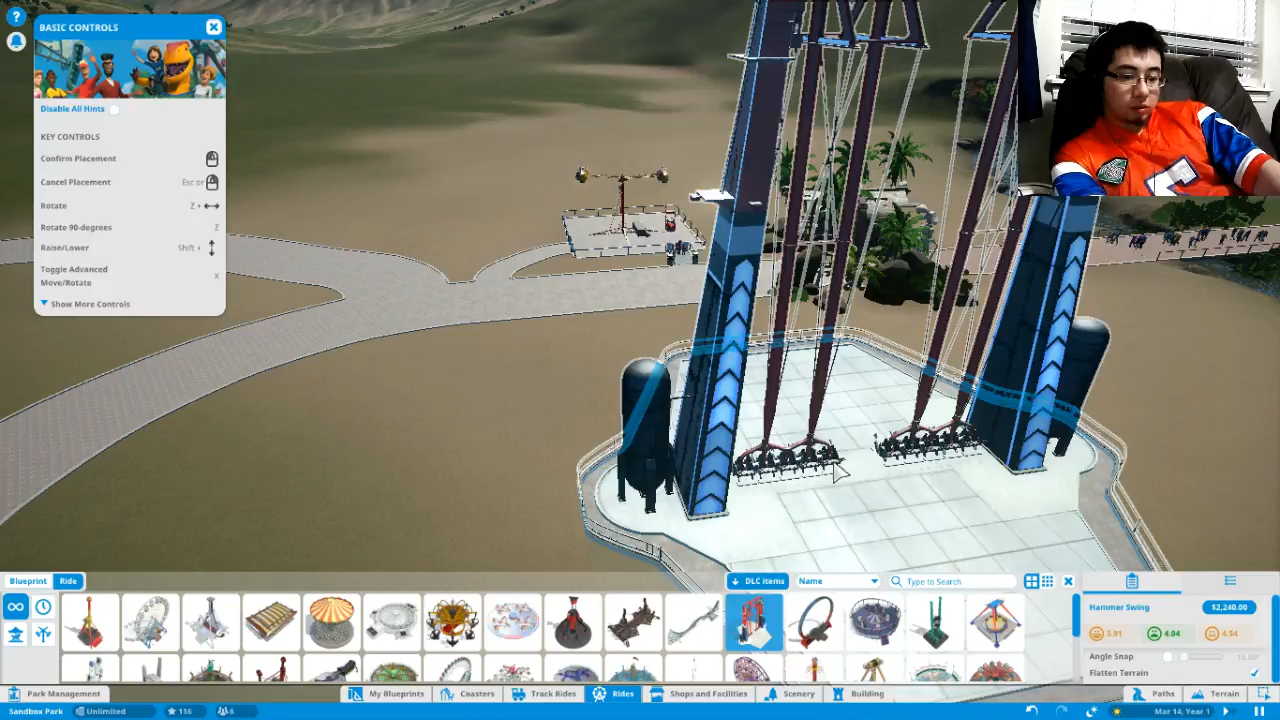 BASIC CONTROLS
Disable All Hints
KEY CONTROLS
Confirm Placement
Cancel Placement Esc or
Rotate Z +
Rotate 90-degrees Z
Raise/Lower Shift +
Toggle Advanced
Move/Rotate X
Show More Controls
Blueprint Ride
DLC items Name Type to Search
Hammer Swing $2,240.00
3.91 4.04 4.54
Angle Snap 15.00°
Flatten Terrain
Park Management My Blueprints Coasters Track Rides Rides Shops and Facilities Scenery Building Paths Terrain
Sandbox Park Unlimited 116 8 Mar 14, Year 1